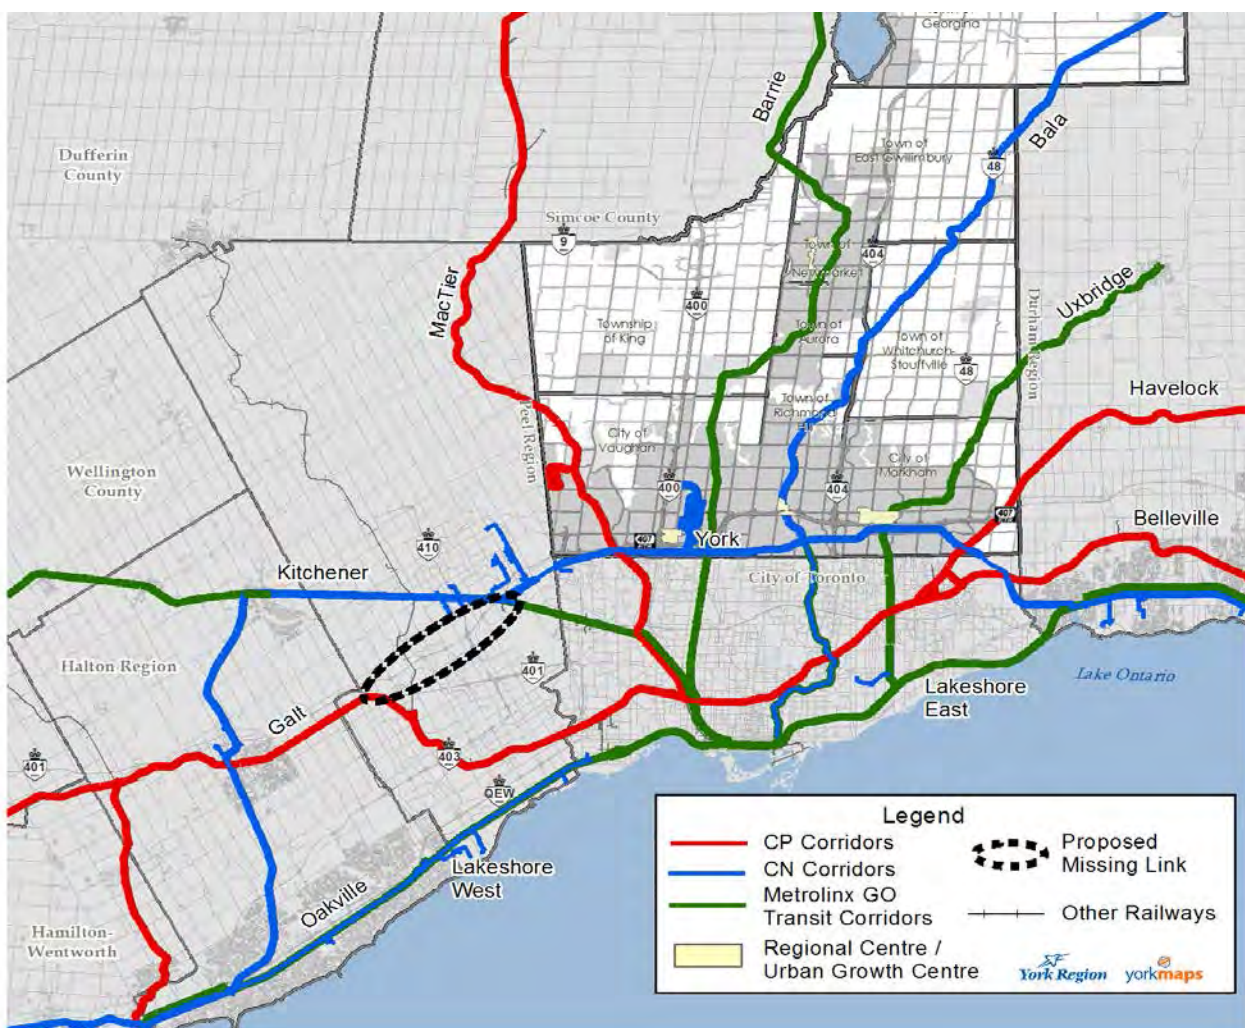 Georgina
Barrie
Bala
Town of
East Gwillimbury
48
Dufferin
County
Simcoe County
9
404
Town of
Newmarket
Uxbridge
MacTier
400
Durham Region
Township
of King
Town of
Aurora
Town of
Whitchurch-
Stouffville
48
Havelock
Peel Region
Town of
Richmond
City of
Vaughan
City of
Markham
Wellington
County
400
404
407
Belleville
410
407
York
Kitchener
City of Toronto
Halton Region
401
Lake Ontario
Lakeshore
East
Galt
403
401
QEW
Lakeshore
West
Oakville
Hamilton-
Wentworth
Legend
CP Corridors
CN Corridors
Metrolinx GO
Transit Corridors
Regional Centre /
Urban Growth Centre
Proposed
Missing Link
Other Railways
York Region
yorkmaps